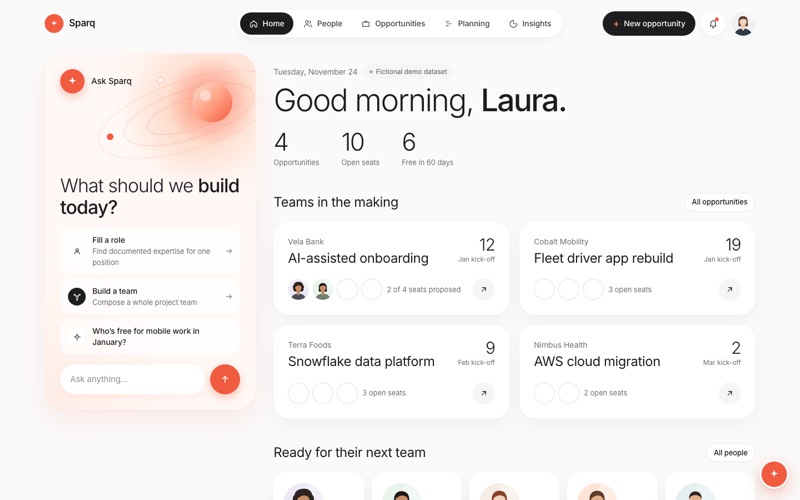 Sparq
Home
People
Opportunities
Planning
Insights
New opportunity
Ask Sparq
What should we build
today?
Fill a role
Find documented expertise for one
position
Build a team
Compose a whole project team
Who's free for mobile work in
January?
Ask anything...
Tuesday, November 24
Fictional demo dataset
Good morning, Laura.
4
Opportunities
10
Open seats
6
Free in 60 days
Teams in the making
All opportunities
Vela Bank
AI-assisted onboarding
12
Jan kick-off
2 of 4 seats proposed
Cobalt Mobility
Fleet driver app rebuild
19
Jan kick-off
3 open seats
Terra Foods
Snowflake data platform
9
Feb kick-off
3 open seats
Nimbus Health
AWS cloud migration
2
Mar kick-off
2 open seats
Ready for their next team
All people